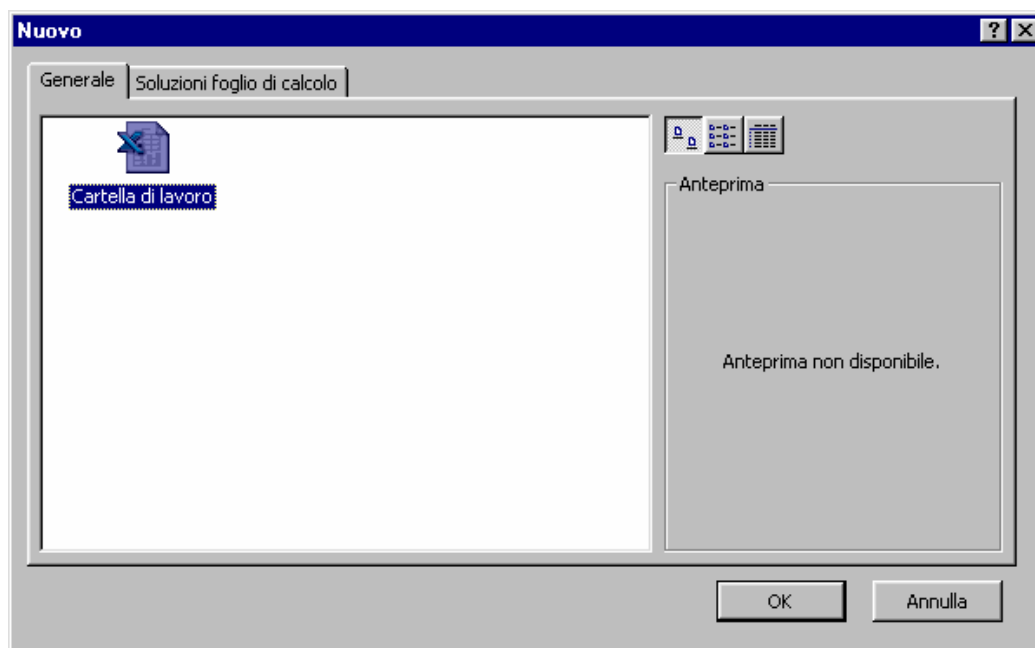 Nuovo
Generale
Soluzioni foglio di calcolo
Cartella di lavoro
Anteprima
Anteprima non disponibile.
OK
Annulla